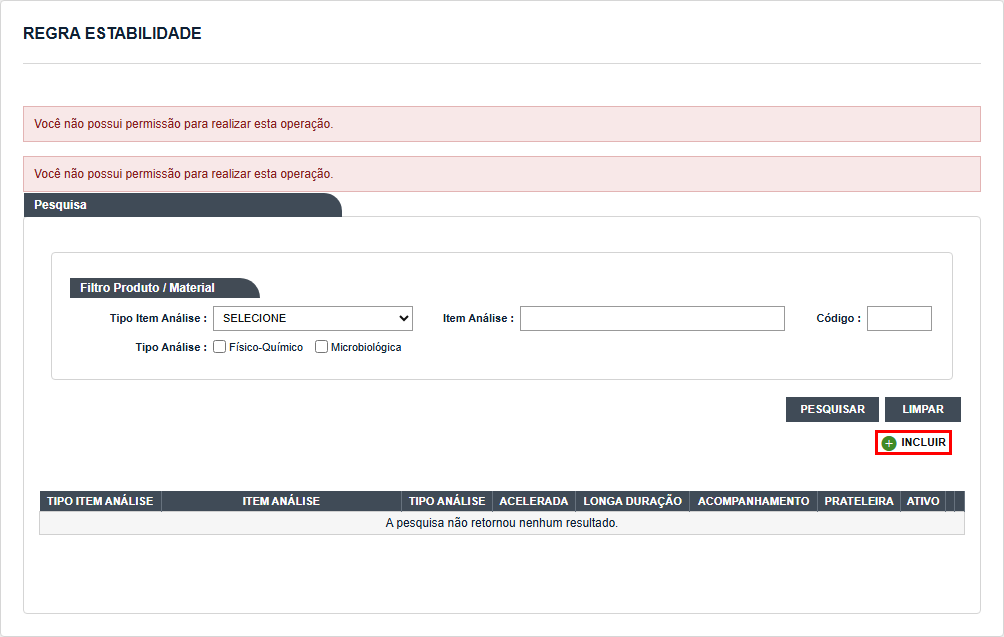 REGRA ESTABILIDADE
Você não possui permissão para realizar esta operação.
Você não possui permissão para realizar esta operação.
Pesquisa
Filtro Produto / Material
Tipo Item Análise : SELECIONE Item Análise : Código :
Tipo Análise : Físico-Químico Microbiológica
PESQUISAR LIMPAR
INCLUIR
TIPO ITEM ANÁLISE ITEM ANÁLISE TIPO ANÁLISE ACELERADA LONGA DURAÇÃO ACOMPANHAMENTO PRATELEIRA ATIVO
A pesquisa não retornou nenhum resultado.